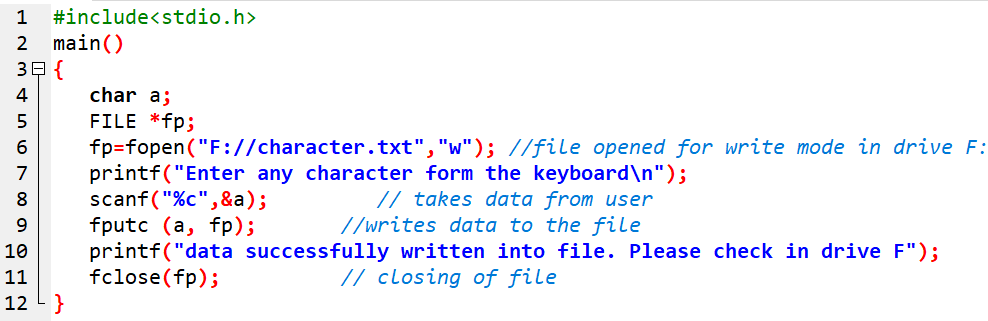 1 #include<stdio.h>
2 main()
3 {
4 char a;
5 FILE *fp;
6 fp=fopen("F://character.txt","w"); //file opened for write mode in drive F:
7 printf("Enter any character form the keyboard\n");
8 scanf("%c",&a); // takes data from user
9 fputc (a, fp); //writes data to the file
10 printf("data successfully written into file. Please check in drive F");
11 fclose(fp); // closing of file
12 }